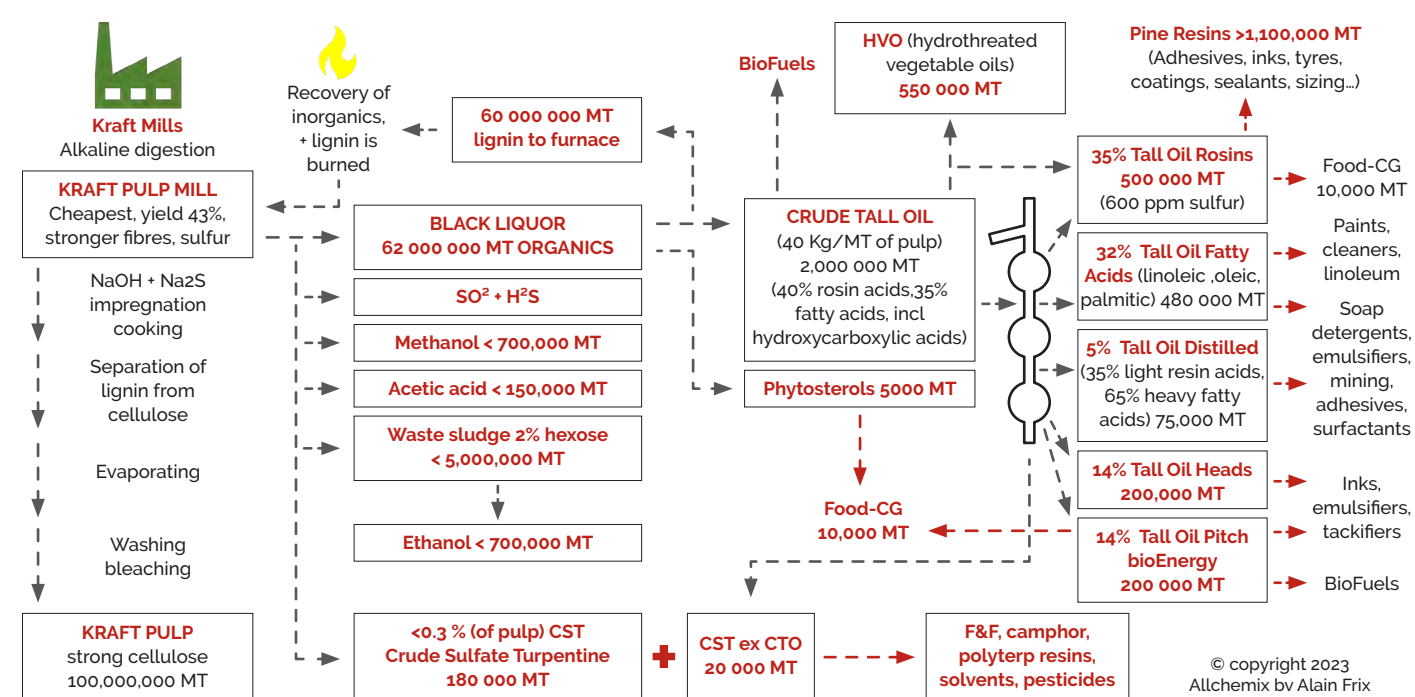 Kraft Mills
Alkaline digestion
KRAFT PULP MILL
Cheapest, yield 43%,
stronger fibres, sulfur
NaOH + Na2S
impregnation
cooking
Separation of
lignin from
cellulose
Evaporating
Washing
bleaching
KRAFT PULP
strong cellulose
100,000,000 MT
Recovery of
inorganics,
+ lignin is
burned
60 000 000 MT
lignin to furnace
BLACK LIQUOR
62 000 000 MT ORGANICS
SO² + H²S
Methanol < 700,000 MT
Acetic acid < 150,000 MT
Waste sludge 2% hexose
< 5,000,000 MT
Ethanol < 700,000 MT
<0.3 % (of pulp) CST
Crude Sulfate Turpentine
180 000 MT
BioFuels
HVO (hydrothreated
vegetable oils)
550 000 MT
CRUDE TALL OIL
(40 Kg/MT of pulp)
2,000 000 MT
(40% rosin acids,35%
fatty acids, incl
hydroxycarboxylic acids)
Phytosterols 5000 MT
Food-CG
10,000 MT
CST ex CTO
20 000 MT
F&F, camphor,
polyterp resins,
solvents, pesticides
Pine Resins >1,100,000 MT
(Adhesives, inks, tyres,
coatings, sealants, sizing...)
35% Tall Oil Rosins
500 000 MT
(600 ppm sulfur)
32% Tall Oil Fatty
Acids (linoleic ,oleic,
palmitic) 480 000 MT
5% Tall Oil Distilled
(35% light resin acids,
65% heavy fatty
acids) 75,000 MT
14% Tall Oil Heads
200,000 MT
14% Tall Oil Pitch
bioEnergy
200 000 MT
Food-CG
10,000 MT
Paints,
cleaners,
linoleum
Soap
detergents,
emulsifiers,
mining,
adhesives,
surfactants
Inks,
emulsifiers,
tackifiers
BioFuels
© copyright 2023
Allchemix by Alain Frix